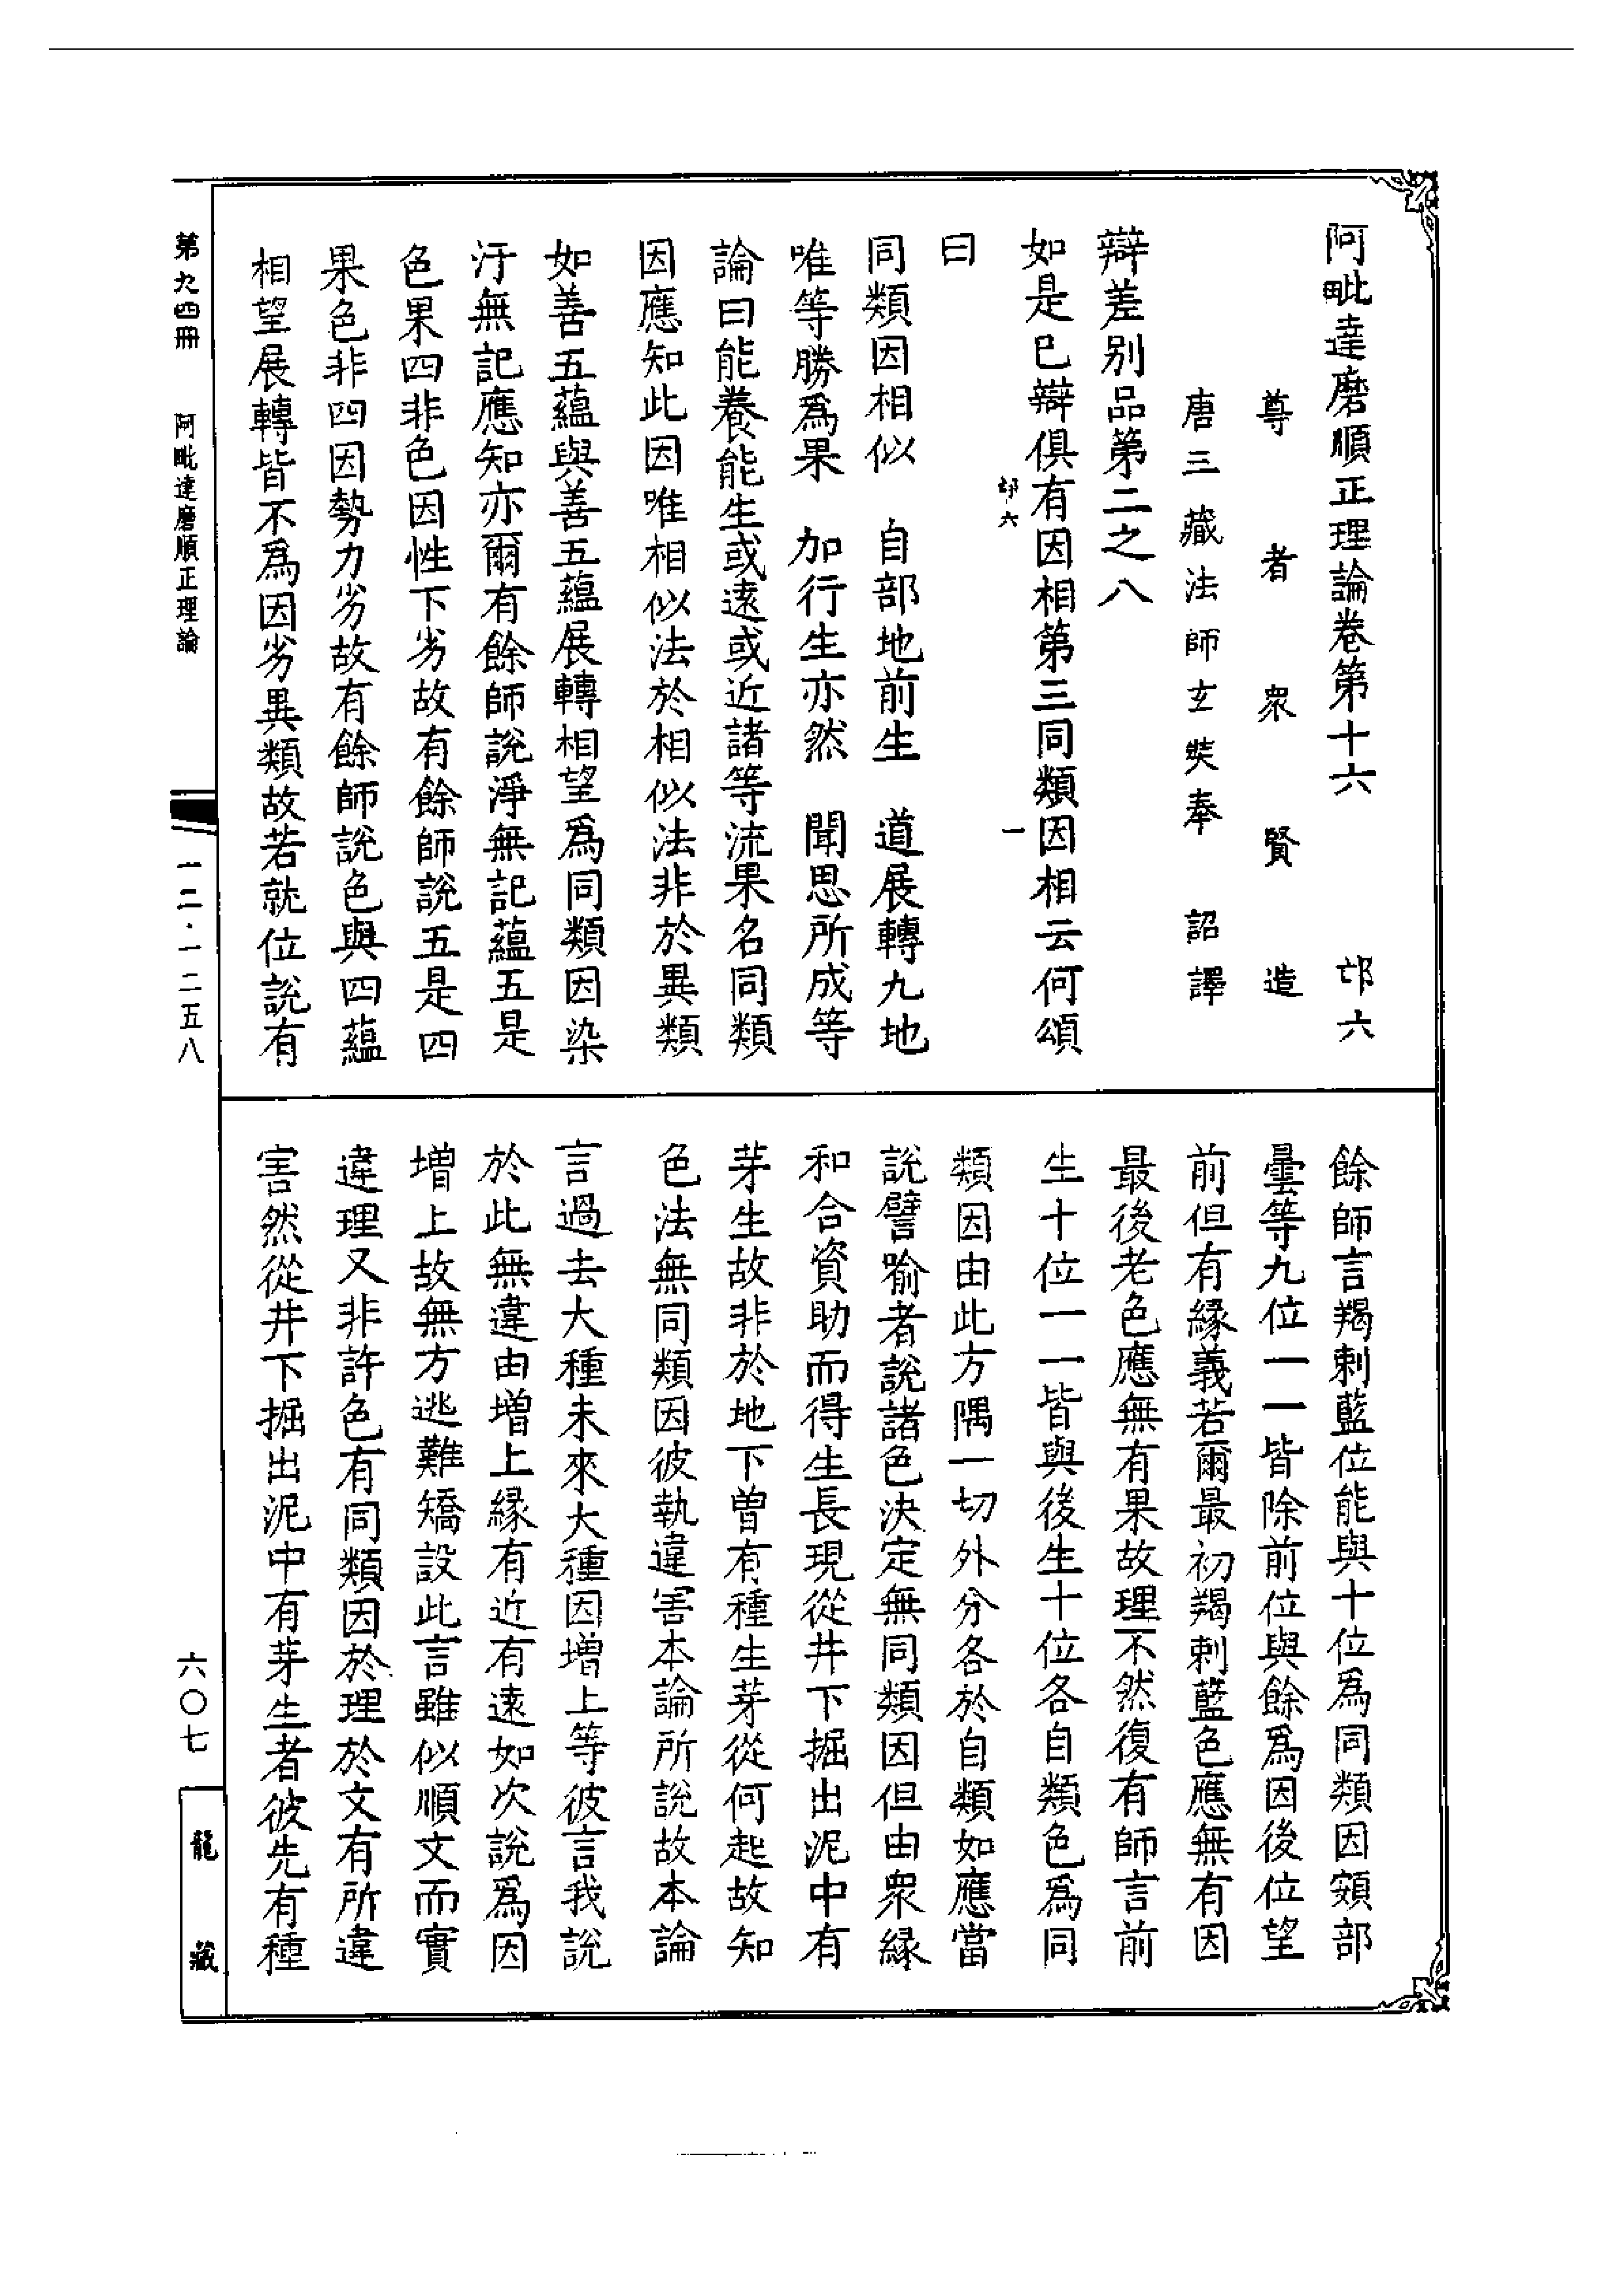 阿毗達磨順正理論卷第十六　邙六
尊者衆賢造
唐三藏法師玄奘奉　詔譯
辯差别品第二之八
如是已辯俱有因相第三同類因相云何頌
邙六　一
曰
同類因相似　自部地前生　道展轉九地
唯等勝爲果　加行生亦然　聞思所成等
論曰能養能生或遠或近諸等流果名同類
因應知此因唯相似法於相似法非於異類
如善五蘊與善五蘊展轉相望爲同類因染
汙無記應知亦爾有餘師說淨無記蘊五是
色果四非色因性下劣故有餘師說五是四
果色非四因勢力劣故有餘師說色與四蘊
相望展轉皆不爲因劣異類故若就位說有
餘師言羯剌藍位能與十位爲同類因頞部
曇等九位一一皆除前位與餘爲因後位望
前但有緣義若爾最初羯剌藍色應無有因
最後老色應無有果故理不然復有師言前
生十位一一皆與後生十位各自類色爲同
類因由此方隅一切外分各於自類如應當
說譬喻者說諸色決定無同類因但由衆緣
和合資助而得生長現從井下掘出泥中有
芽生故非於地下曾有種生芽從何起故知
色法無同類因彼執違害本論所說故本論
言過去大種未來大種因增上等彼言我說
於此無違由增上緣有近有遠如次說爲因
增上故無方逃難矯設此言雖似順文而實
違理又非許色有同類因於理於文有所違
害然從井下掘出泥中有芽生者彼先有種
第九四冊　阿毗達磨順正理論　一二·一二五八　六〇七　龍藏